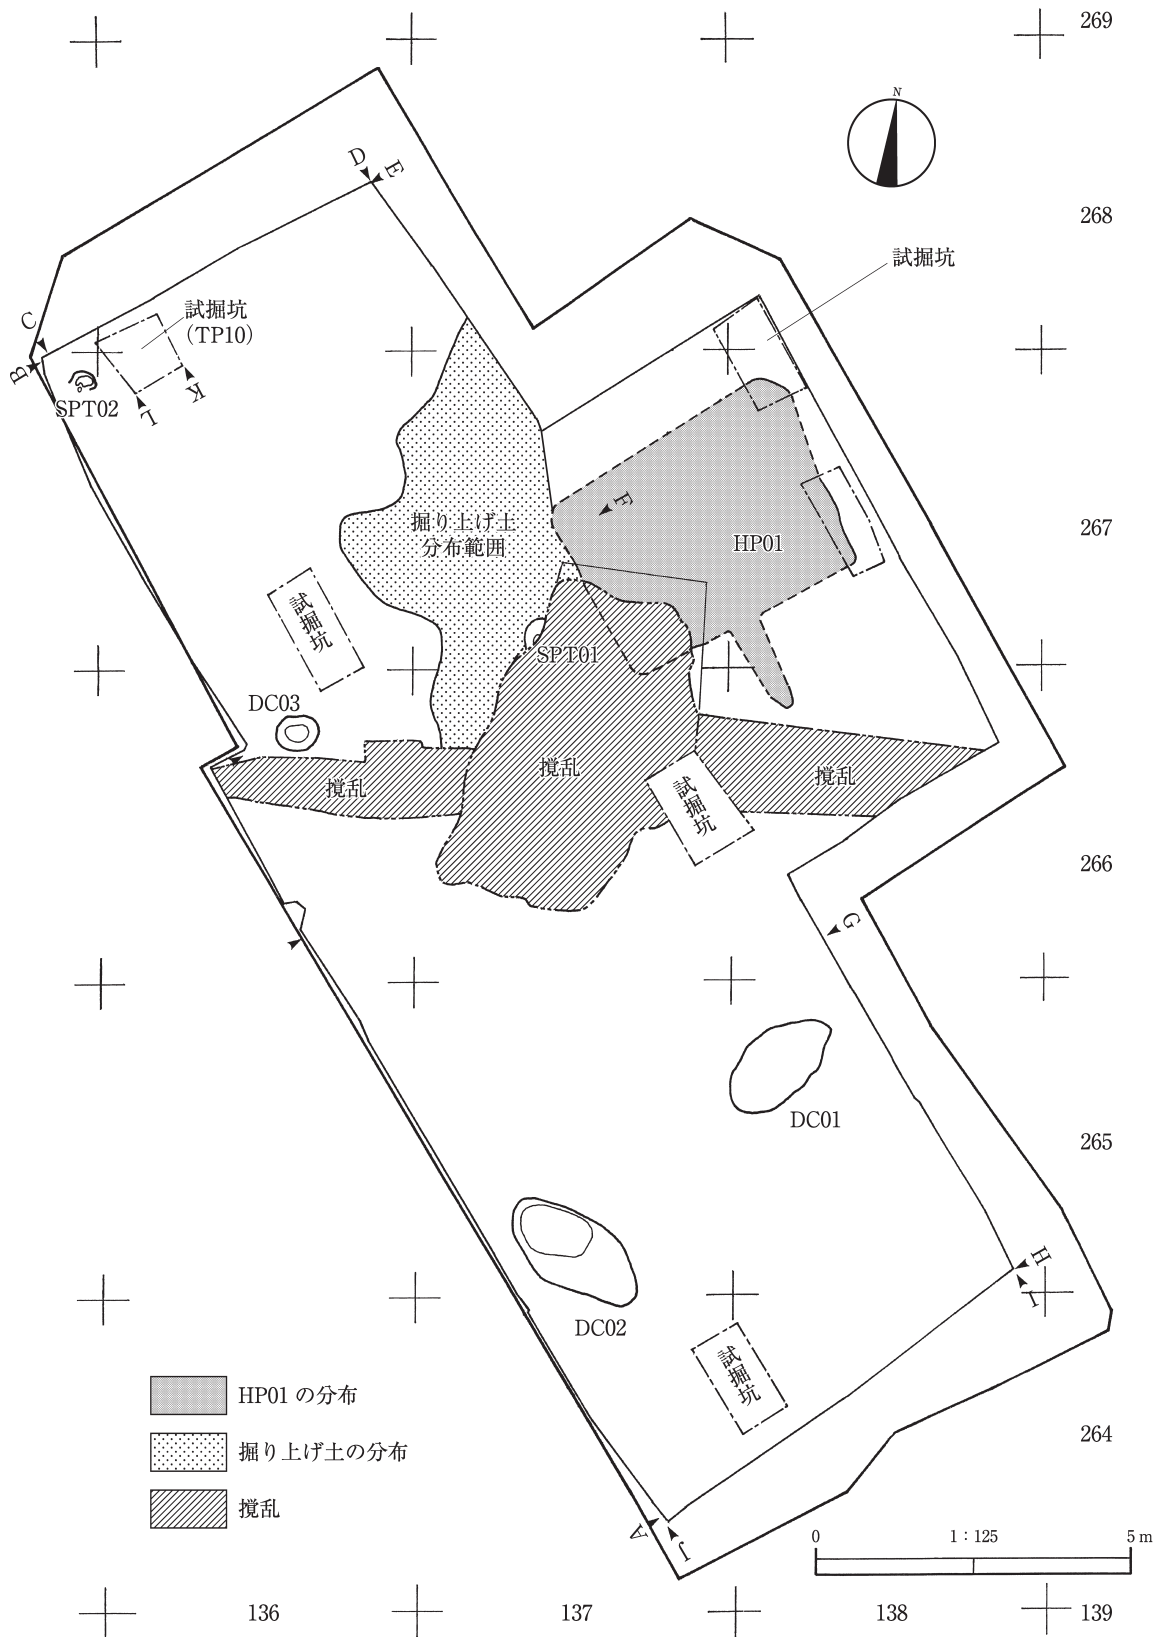 269
N
268
D
E
試掘坑
試掘坑
（TP10）
C
B
SPT02
K
L
掘り上げ土
分布範囲
F
HP01
267
試掘坑
SPT01
DC03
撹乱
撹乱
撹乱
試掘坑
266
G
DC01
265
H
I
DC02
試掘坑
HP01 の分布
掘り上げ土の分布
撹乱
264
A
J
0
1：125
5 m
136
137
138
139